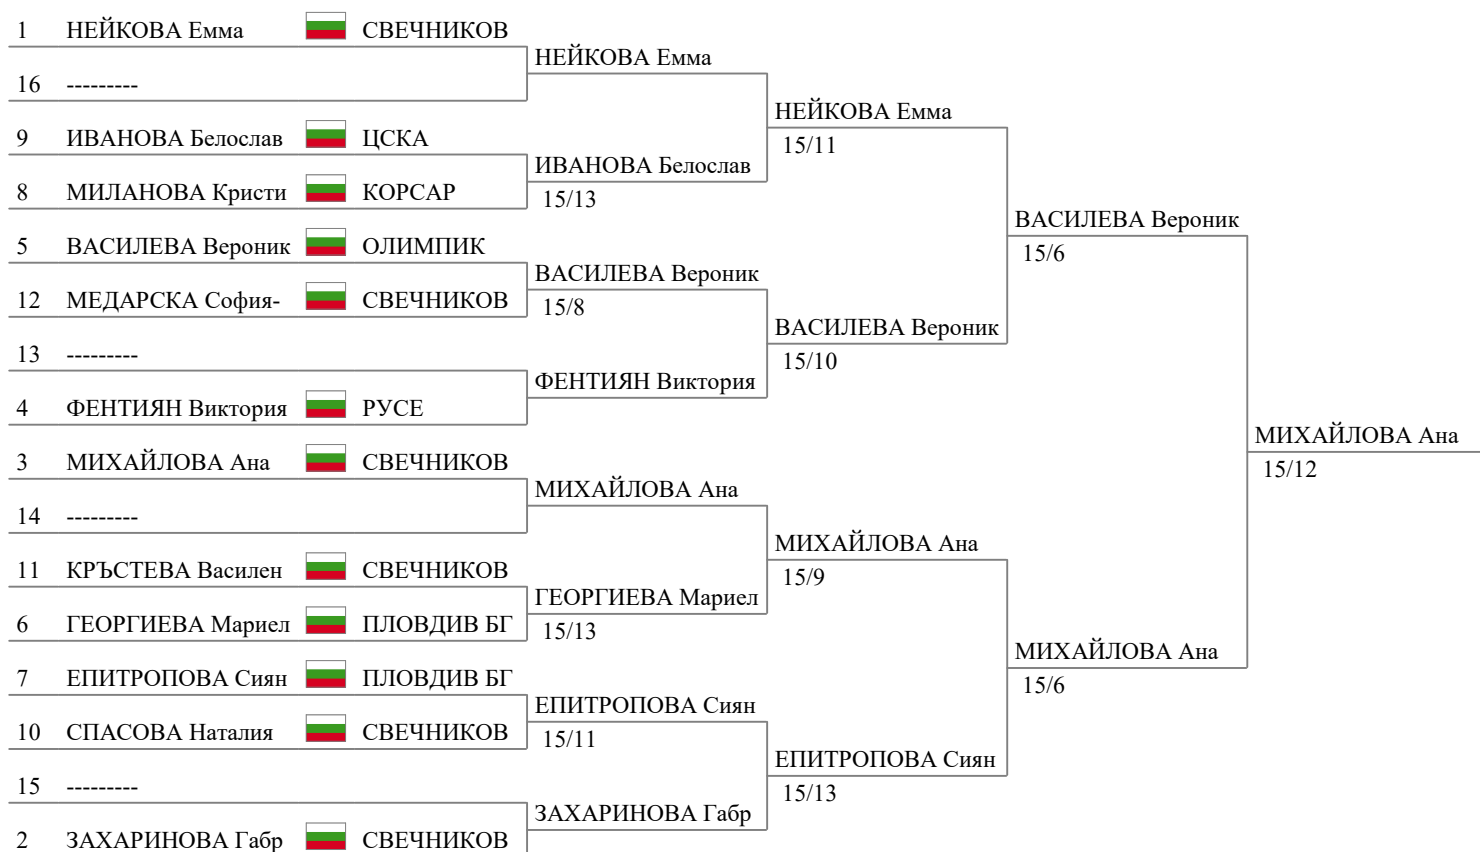 1 НЕЙКОВА Емма СВЕЧНИКОВ
16 ---------
9 ИВАНОВА Белослав ЦСКА
8 МИЛАНОВА Кристи КОРСАР
5 ВАСИЛЕВА Вероник ОЛИМПИК
12 МЕДАРСКА София- СВЕЧНИКОВ
13 ---------
4 ФЕНТИЯН Виктория РУСЕ
3 МИХАЙЛОВА Ана СВЕЧНИКОВ
14 ---------
11 КРЪСТЕВА Василен СВЕЧНИКОВ
6 ГЕОРГИЕВА Мариел ПЛОВДИВ БГ
7 ЕПИТРОПОВА Сиян ПЛОВДИВ БГ
10 СПАСОВА Наталия СВЕЧНИКОВ
15 ---------
2 ЗАХАРИНОВА Габр СВЕЧНИКОВ
НЕЙКОВА Емма
ИВАНОВА Белослав
15/13
ВАСИЛЕВА Вероник
15/8
ФЕНТИЯН Виктория
МИХАЙЛОВА Ана
ГЕОРГИЕВА Мариел
15/13
ЕПИТРОПОВА Сиян
15/11
ЗАХАРИНОВА Габр
НЕЙКОВА Емма
15/11
ВАСИЛЕВА Вероник
15/10
МИХАЙЛОВА Ана
15/9
ЕПИТРОПОВА Сиян
15/13
ВАСИЛЕВА Вероник
15/6
МИХАЙЛОВА Ана
15/6
МИХАЙЛОВА Ана
15/12